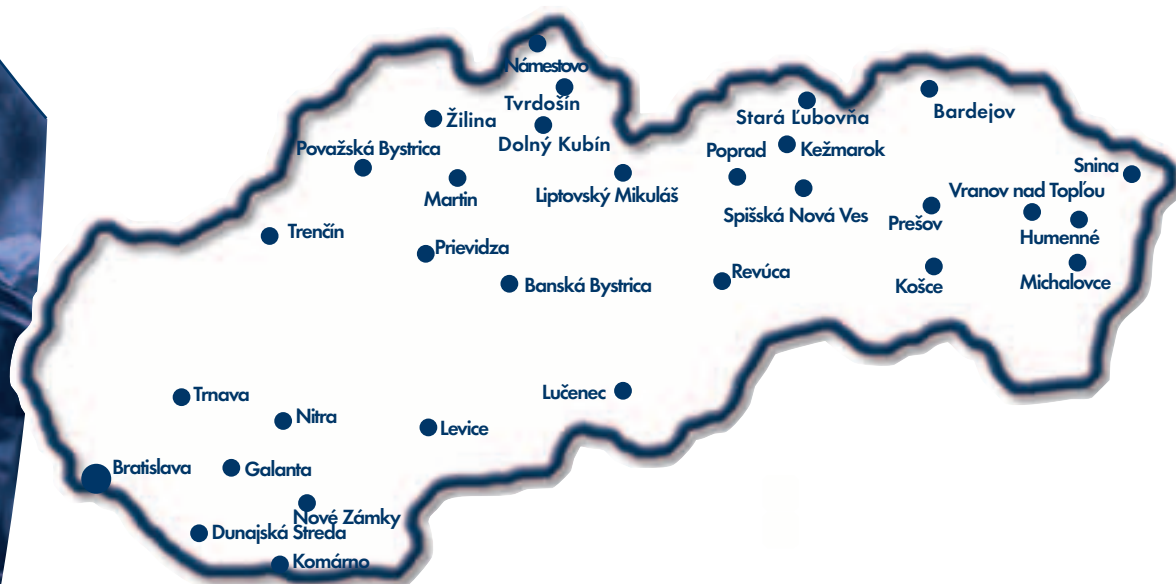 Námestovo
Tvrdošín
Žilina
Dolný Kubín
Stará Ľubovňa
Bardejov
Považská Bystrica
Poprad
Kežmarok
Martin
Liptovský Mikuláš
Snina
Vranov nad Topľou
Spišská Nová Ves
Prešov
Trenčín
Humenné
Prievidza
Banská Bystrica
Revúca
Košce
Michalovce
Trnava
Lučenec
Nitra
Levice
Bratislava
Galanta
Nové Zámky
Dunajská Streda
Komárno